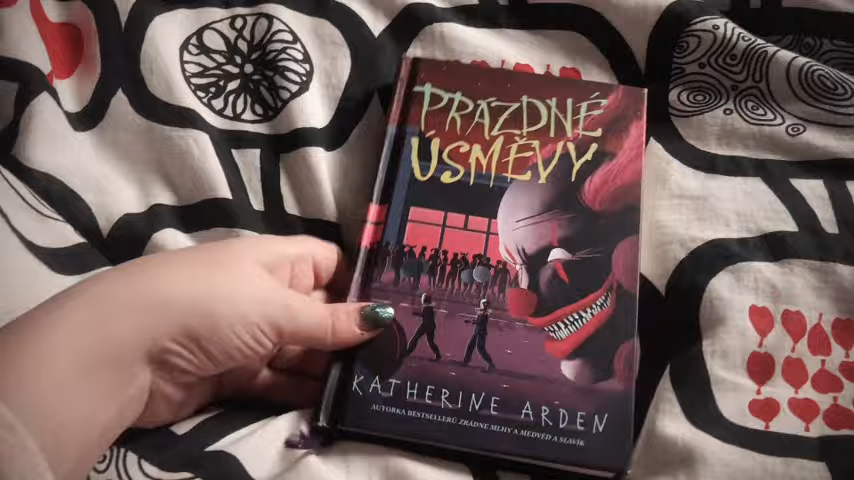 PRÁZDNÉ
ÚSMĚVY
KATHERINE ARDEN
AUTORKA BESTSELLERŮ ZRÁDNÉ MLHY A MEDVĚD A SLAVÍK